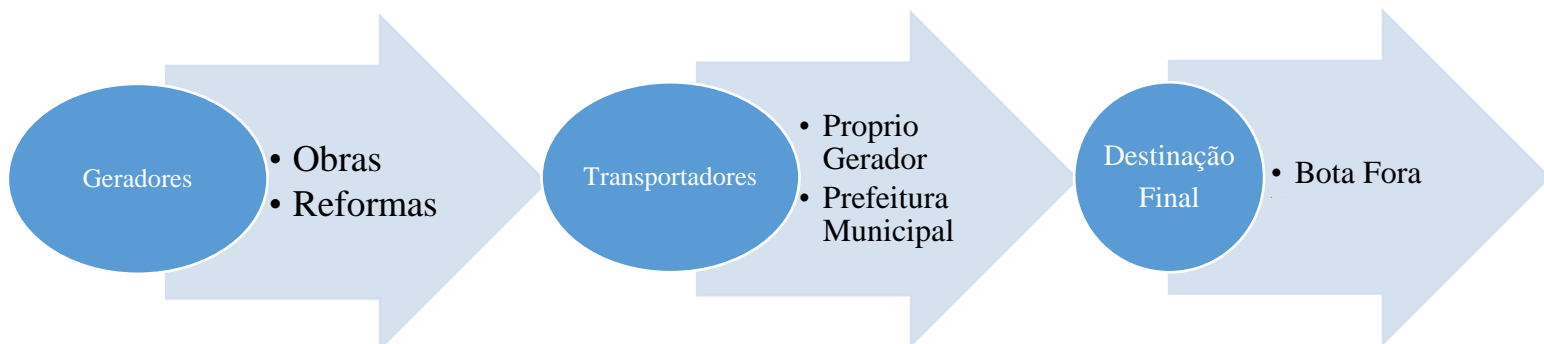 Geradores
• Obras
• Reformas
Transportadores
• Proprio
Gerador
• Prefeitura
Municipal
Destinação
Final
• Bota Fora